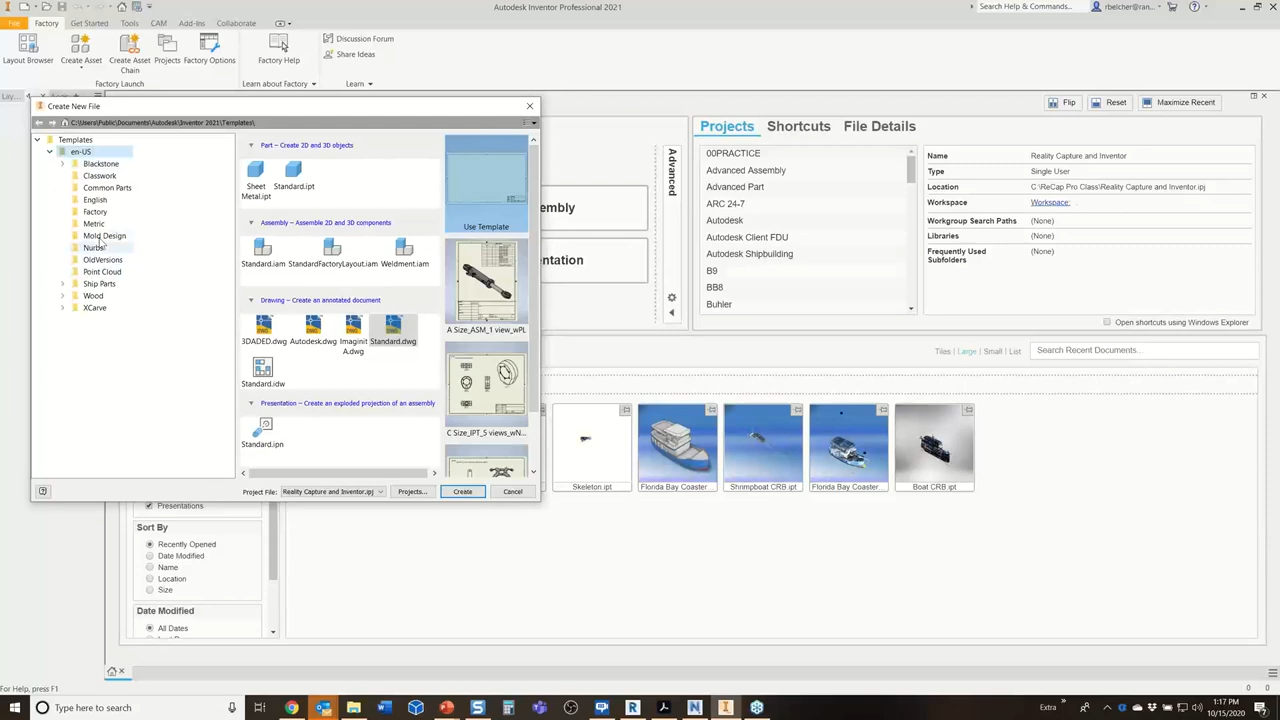 Autodesk Inventor Professional 2021
Search Help & Commands...
rbeicher@ran...
File
Factory
Get Started
Tools
CAM
Add-Ins
Collaborate
Layout Browser
Create Asset
Create Asset
Chain
Projects
Factory Options
Factory Help
Discussion Forum
Share Ideas
Factory Launch
Learn about Factory
Learn
Create New File
C:\Users\Public\Documents\Autodesk\Inventor 2021\Templates\
Templates
en-US
Blackstone
Classwork
Common Parts
English
Factory
Metric
Mold Design
OldVersions
Point Cloud
Ship Parts
Wood
XCarve
Part – Create 2D and 3D objects
Sheet
Metal.ipt
Standard.ipt
Assembly – Assemble 2D and 3D components
Standard.iam
StandardFactoryLayout.iam
Weldment.iam
Drawing – Create an annotated document
3DADED.dwg
Autodesk.dwg
Imaginit
A.dwg
Standard.dwg
Standard.idw
Presentation – Create an exploded projection of an assembly
Standard.ipn
Use Template
A Size_ASM_1 view_wPL
C Size_IPT_5 views_wN...
Project File:
Reality Capture and Inventor.ipj
Projects...
Create
Cancel
Flip
Reset
Maximize Recent
Advanced
Projects
Shortcuts
File Details
00PRACTICE
Advanced Assembly
Advanced Part
ARC 24-7
Autodesk
Autodesk Client FDU
Autodesk Shipbuilding
B9
BB8
Buhler
Name
Reality Capture and Inventor
Type
Single User
Location
C:\ReCap Pro Class\Reality Capture and Inventor.ipj
Workspace
Workspace:
Workgroup Search Paths
(None)
Libraries
(None)
Frequently Used
Subfolders
(None)
Open shortcuts using Windows Explorer
Tiles | Large | Small | List
Search Recent Documents...
Skeleton.ipt
Florida Bay Coaster
Shrimpboat CRB.ipt
Florida Bay Coaster
Boat CRB.ipt
Presentations
Sort By
Recently Opened
Date Modified
Name
Location
Size
Date Modified
All Dates
For Help, press F1
0 0
Type here to search
Extra
1:17 PM
10/15/2020